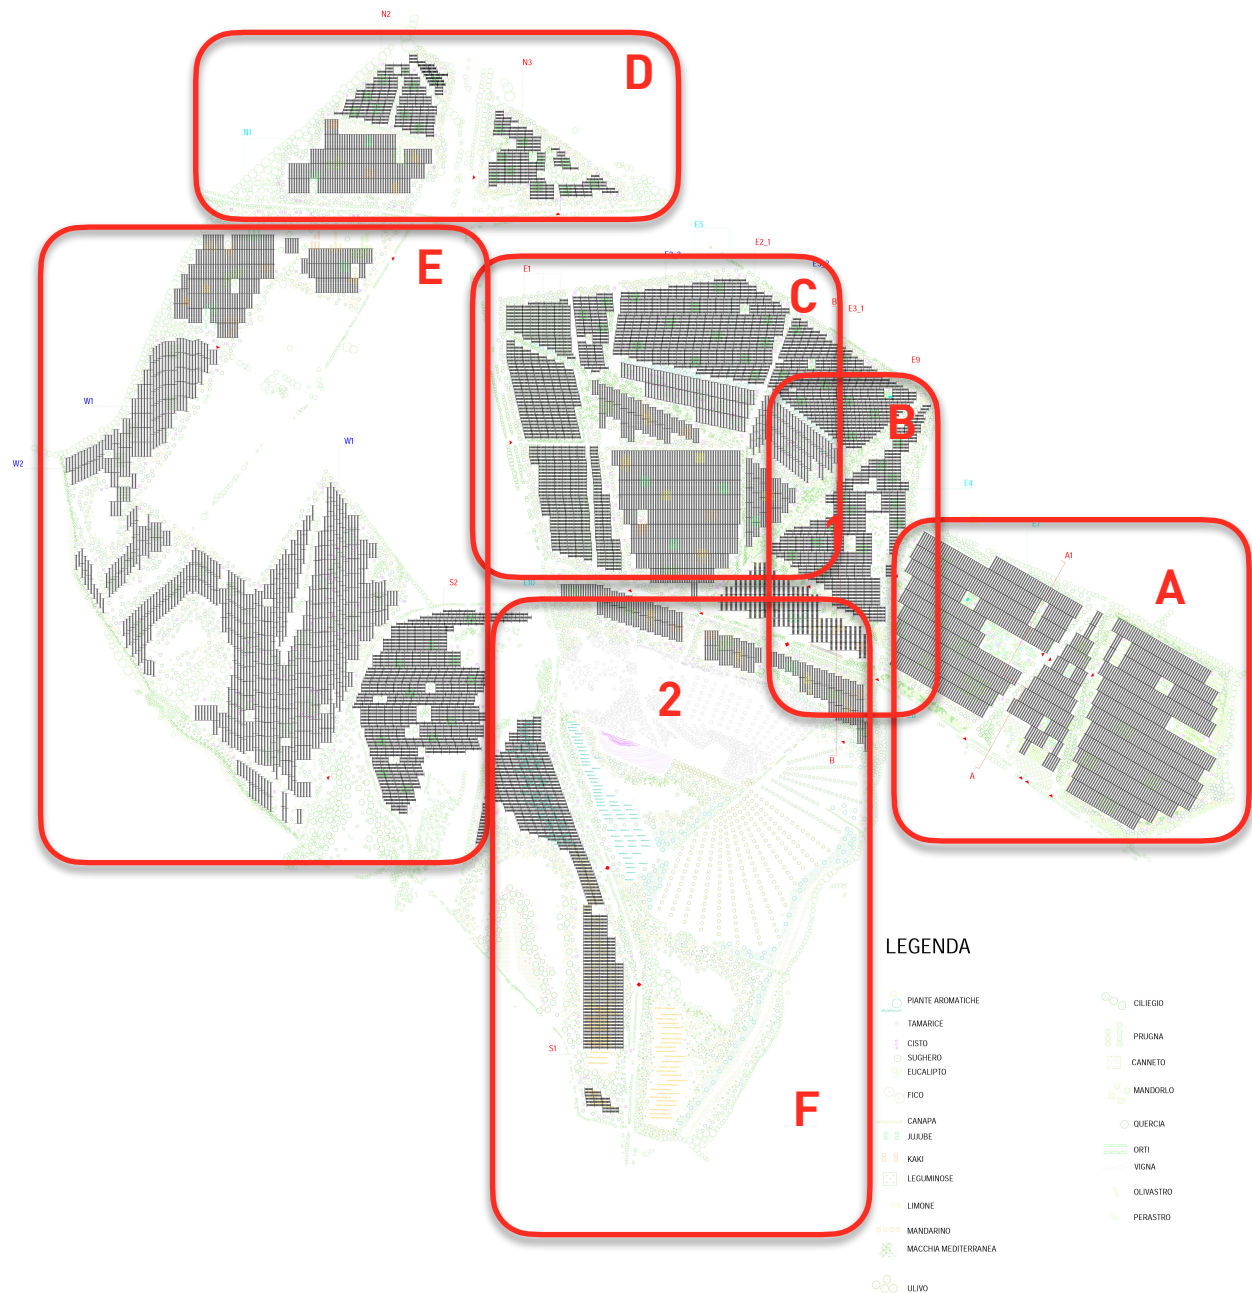 N2
N3
D
N1
E5
E2_1
E
E1
C
E3_1
E9
W1
B
W1
W2
E4
1
A1
S2
E10
A
2
B
A
LEGENDA
PIANTE AROMATICHE
CILIEGIO
TAMARICE
PRUGNA
CISTO
SUGHERO
CANNETO
EUCALIPTO
MANDORLO
FICO
CANAPA
QUERCIA
JUJUBE
ORTI
KAKI
VIGNA
LEGUMINOSE
OLIVASTRO
LIMONE
PERASTRO
MANDARINO
MACCHIA MEDITERRANEA
ULIVO
S1
F